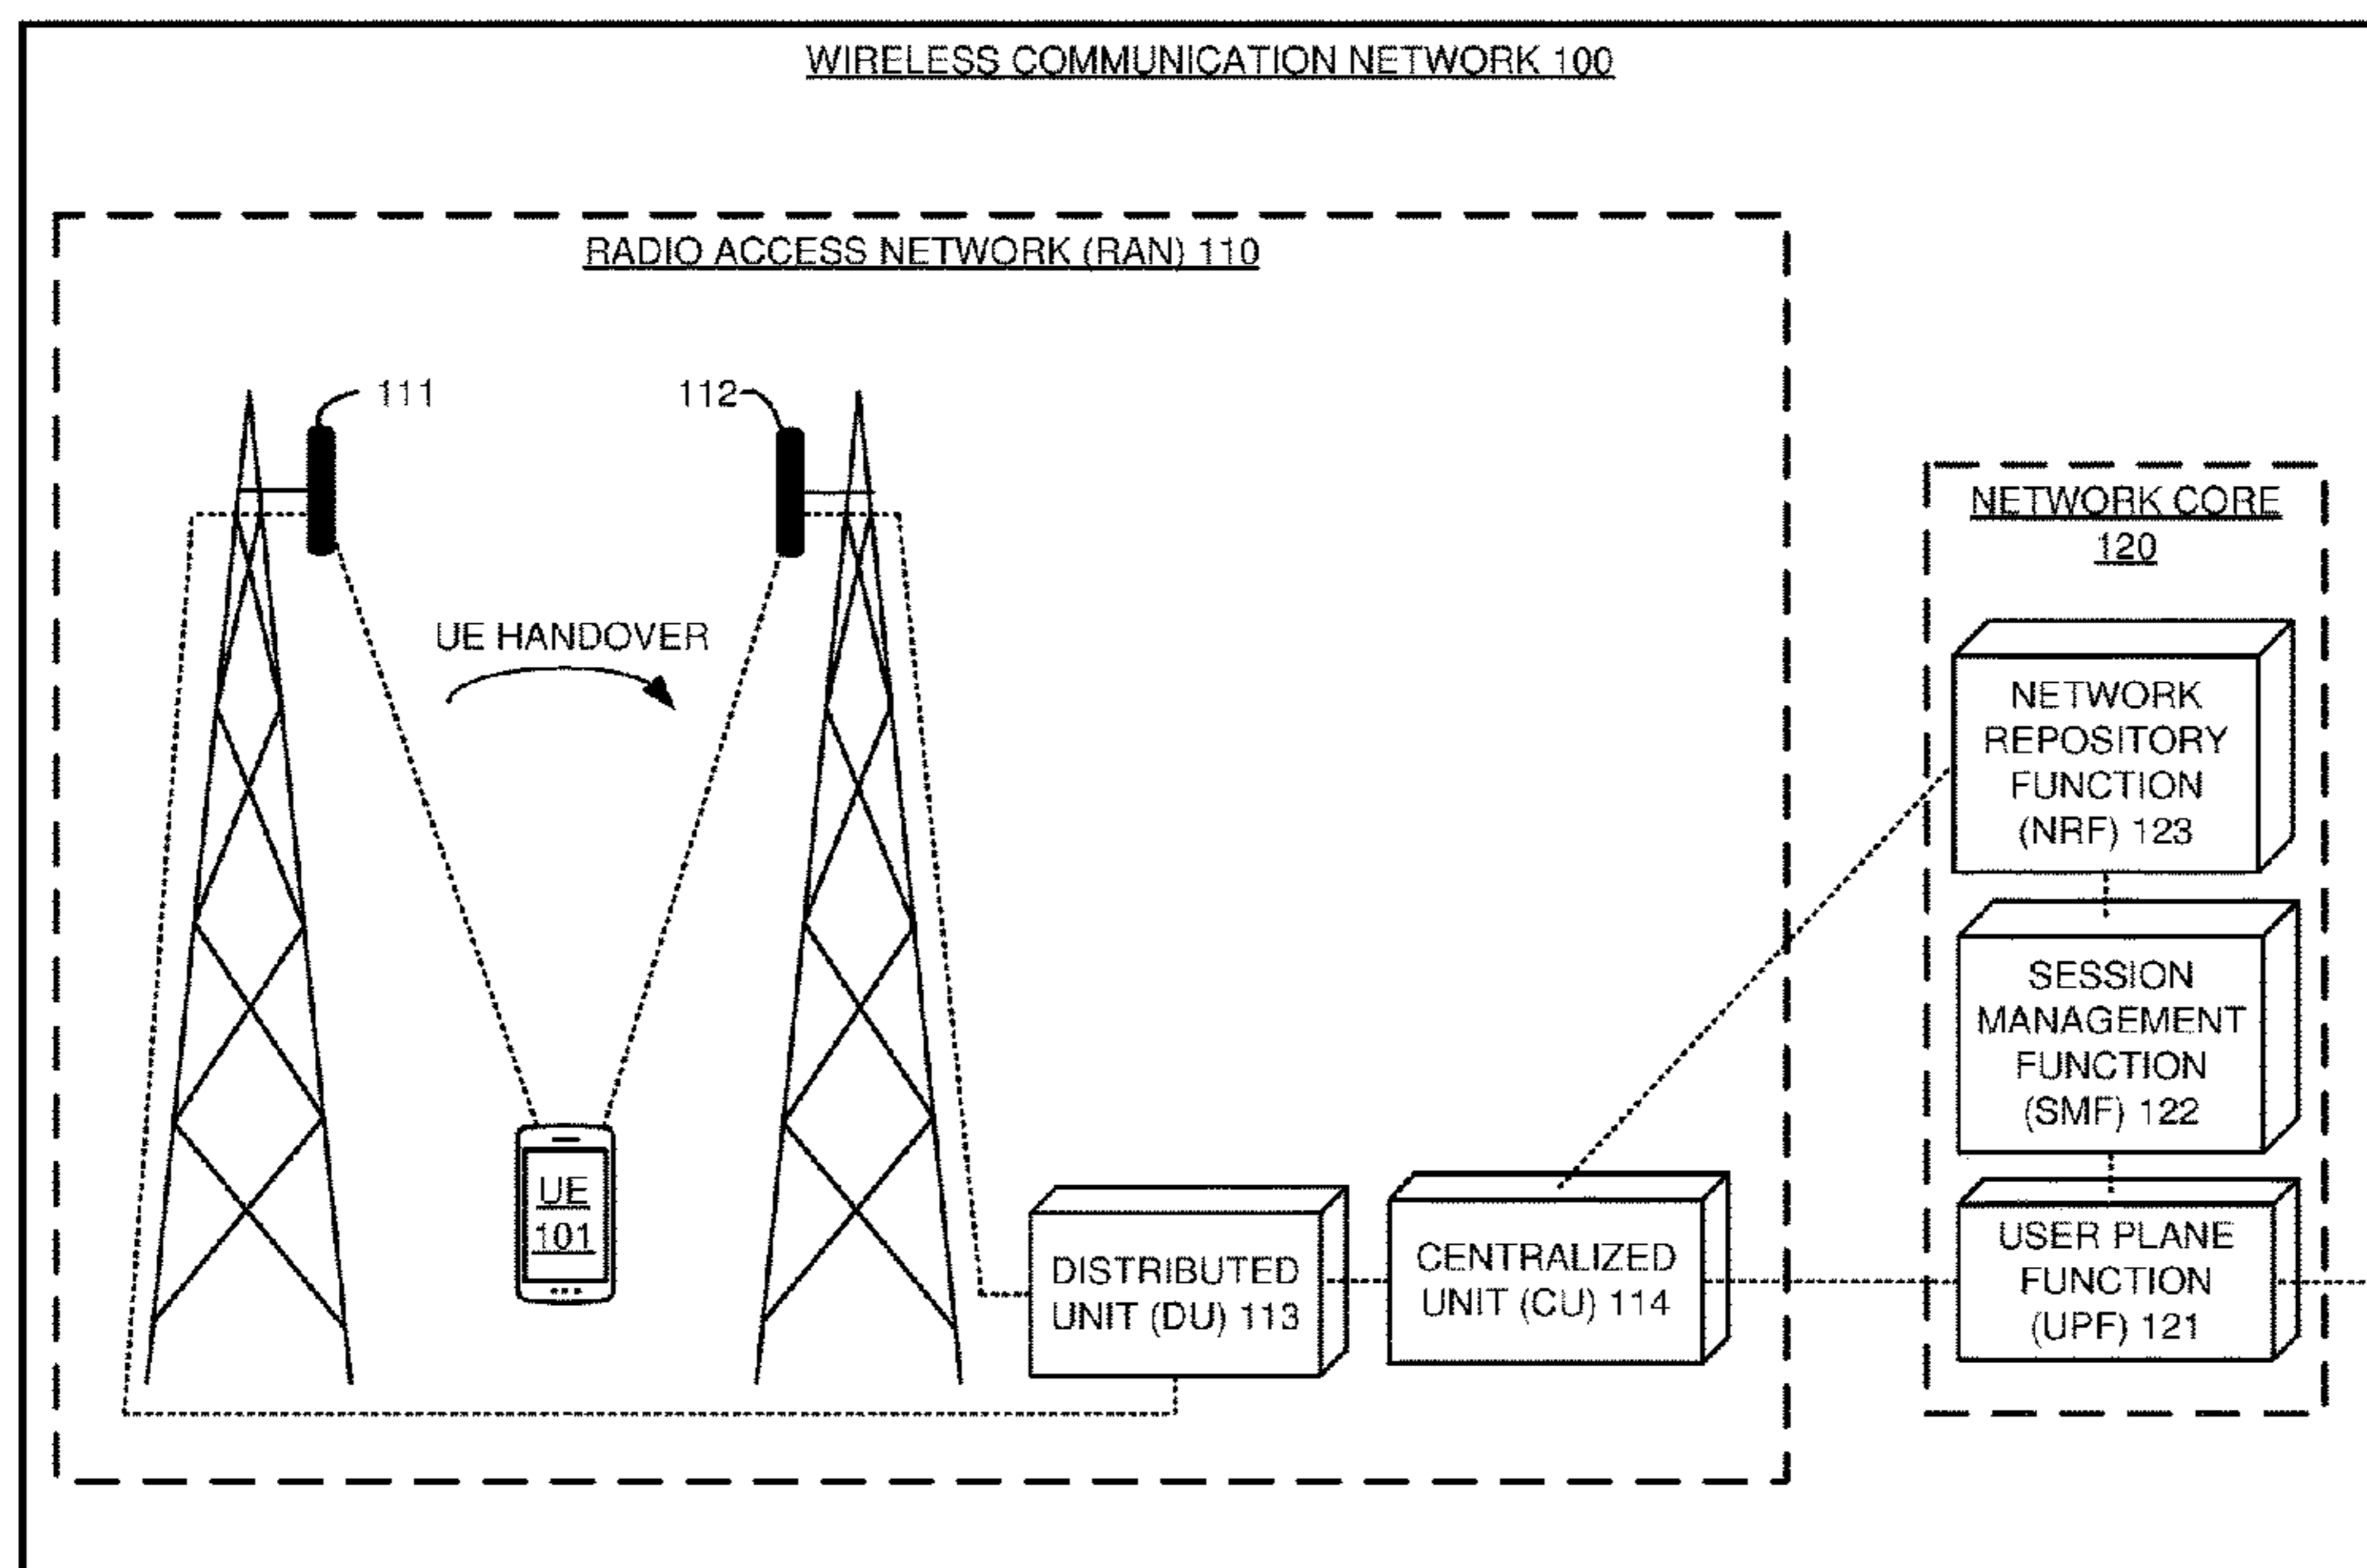 WIRELESS COMMUNICATION NETWORK 100
RADIO ACCESS NETWORK (RAN) 110
111
112
UE HANDOVER
UE
101
DISTRIBUTED
UNIT (DU) 113
CENTRALIZED
UNIT (CU) 114
NETWORK CORE
120
NETWORK
REPOSITORY
FUNCTION
(NRF) 123
SESSION
MANAGEMENT
FUNCTION
(SMF) 122
USER PLANE
FUNCTION
(UPF) 121